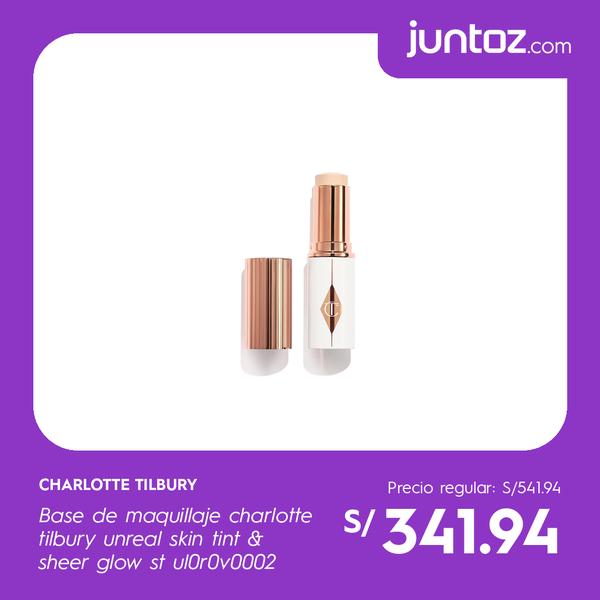 juntoz.com
CT
CHARLOTTE TILBURY
Base de maquillaje charlotte
tilbury unreal skin tint &
sheer glow st ul0r0v0002
Precio regular: S/541.94
S/ 341.94